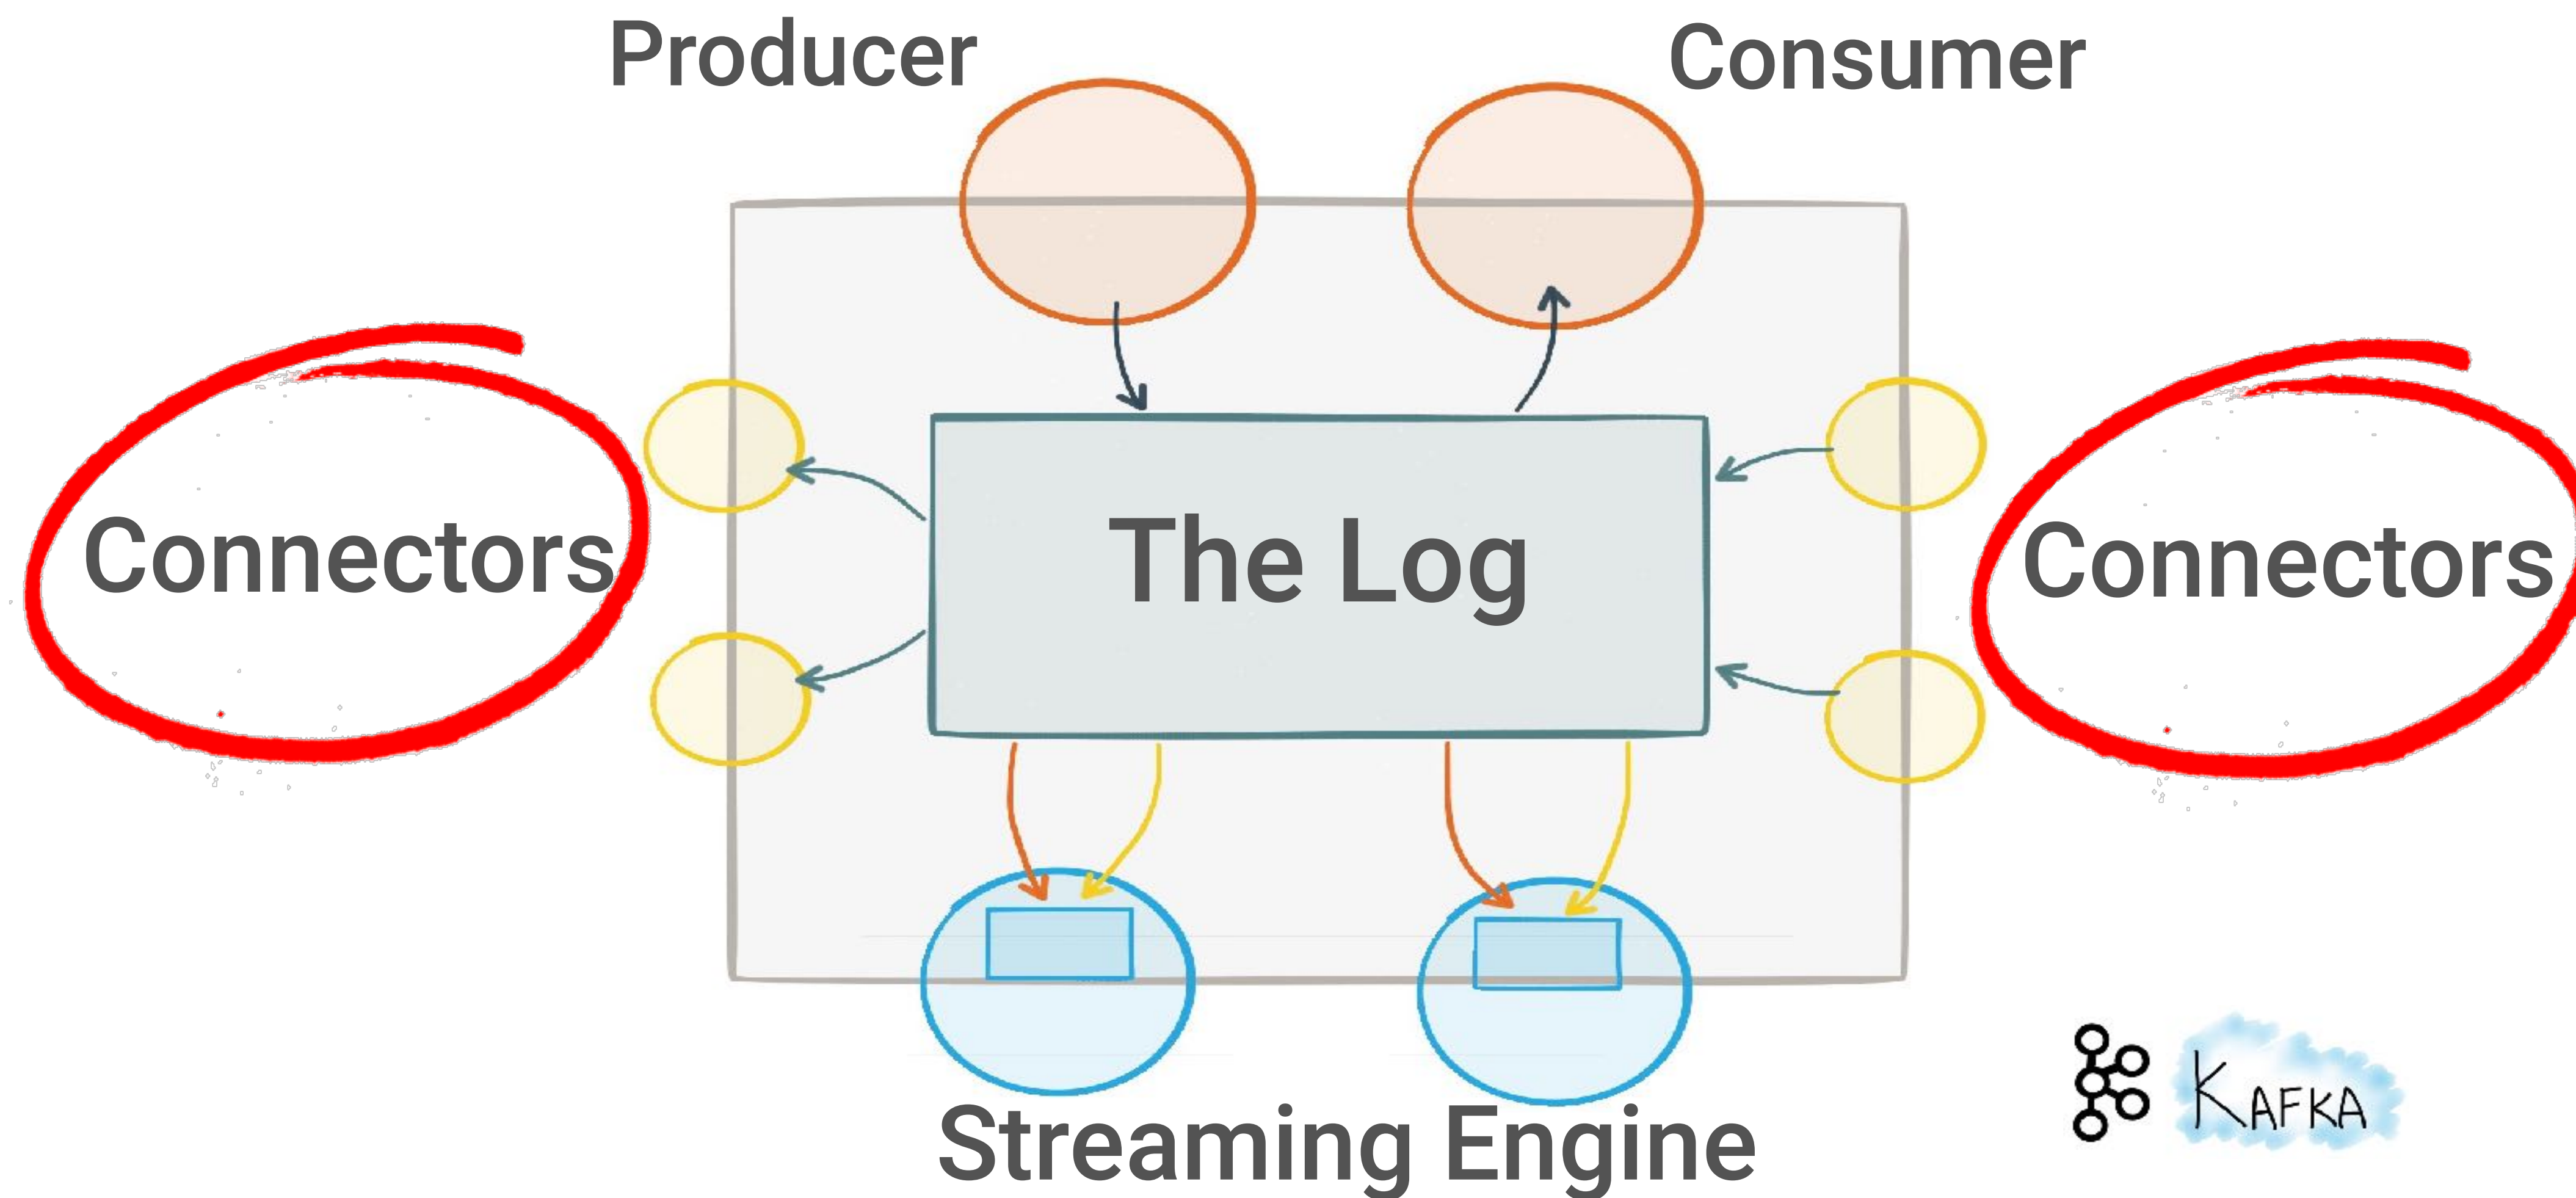 Producer
Consumer
Connectors
The Log
Connectors
Streaming Engine
KAFKA